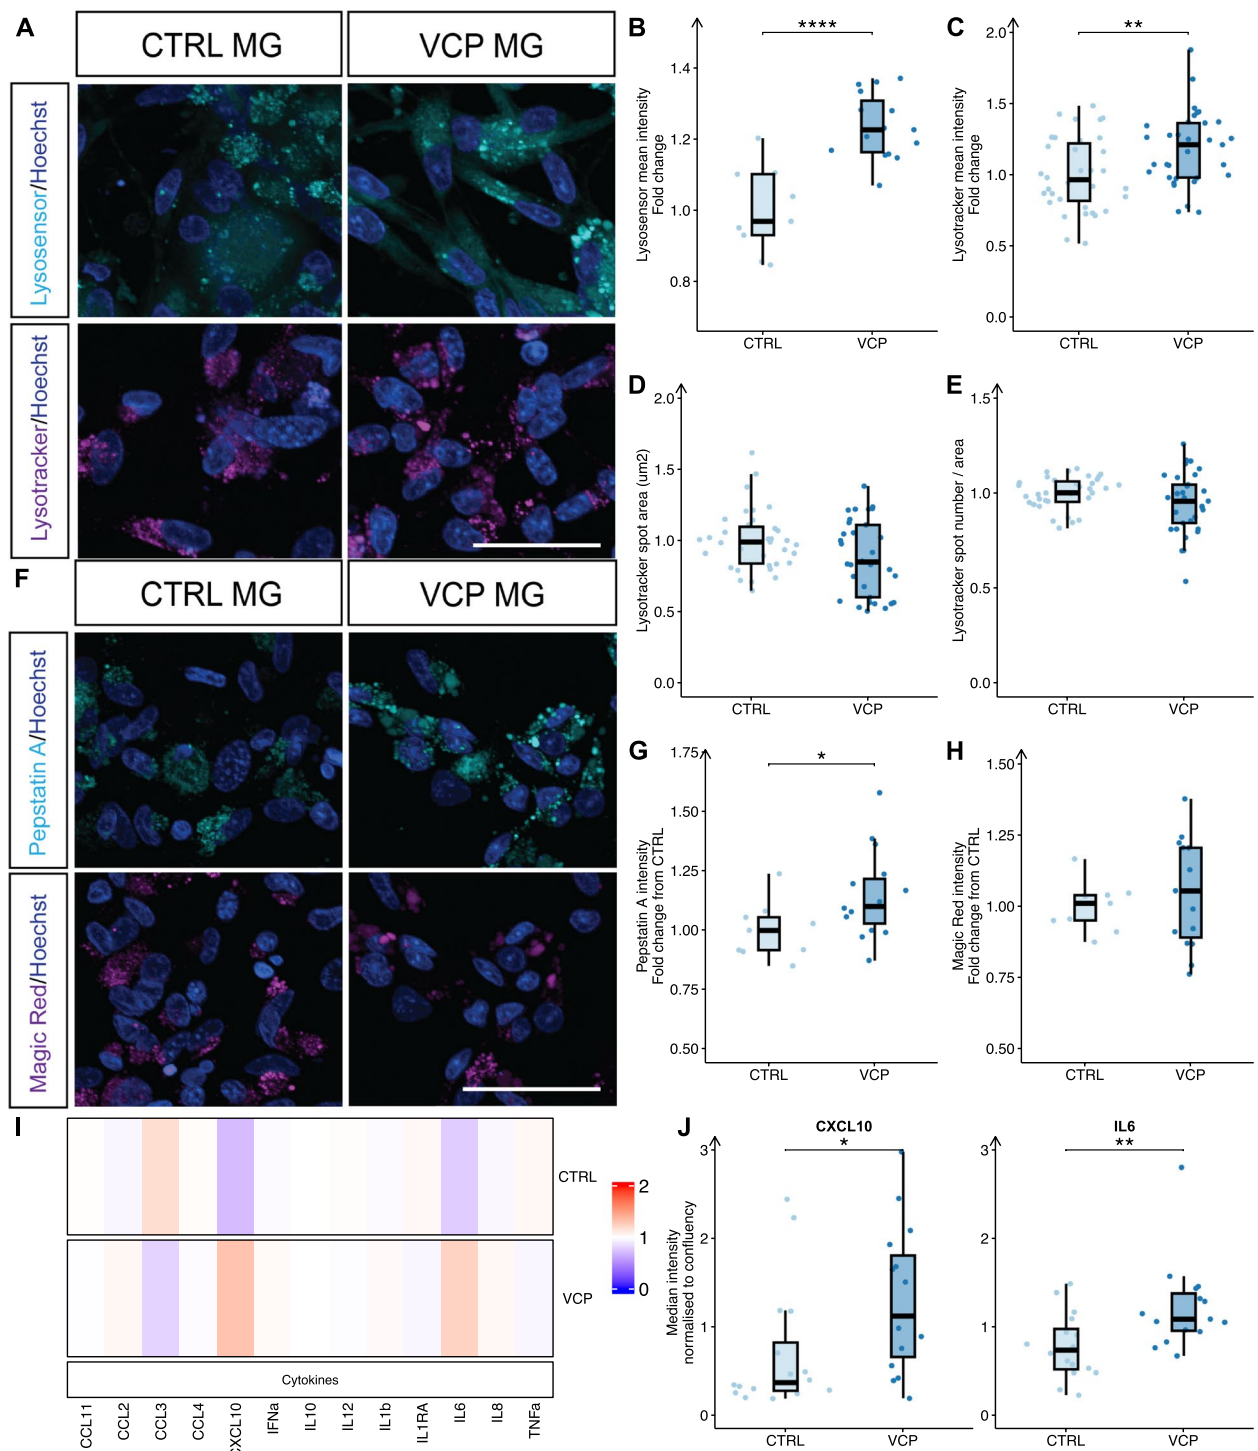 A
CTRL MG
VCP MG
Lysosensor/Hoechst
Lysotracker/Hoechst
B
****
Lysosensor mean intensity
Fold change
1.4
1.2
1.0
0.8
CTRL
VCP
C
**
Lysotracker mean intensity
Fold change
2.0
1.5
1.0
0.5
0.0
CTRL
VCP
D
Lysotracker spot area (um2)
2.0
1.5
1.0
0.5
0.0
CTRL
VCP
E
Lysotracker spot number / area
1.5
1.0
0.5
0.0
CTRL
VCP
F
CTRL MG
VCP MG
Pepstatin A/Hoechst
Magic Red/Hoechst
G
*
Pepstatin A intensity
Fold change from CTRL
1.75
1.50
1.25
1.00
0.75
0.50
CTRL
VCP
H
Magic Red intensity
Fold change from CTRL
1.50
1.25
1.00
0.75
0.50
CTRL
VCP
I
CTRL
VCP
2
1
0
Cytokines
CCL11
CCL2
CCL3
CCL4
CXCL10
IFNa
IL10
IL12
IL1b
IL1RA
IL6
IL8
TNFa
J
CXCL10
*
Median intensity
normalised to confluency
3
2
1
0
CTRL
VCP
IL6
**
3
2
1
0
CTRL
VCP